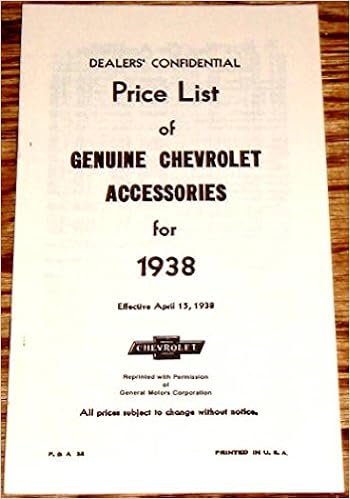 DEALERS' CONFIDENTIAL
Price List
of
GENUINE CHEVROLET
ACCESSORIES
for
1938
Effective April 15, 1938
CHEVROLET
Reprinted with Permission
of
General Motors Corporation
All prices subject to change without notice.
P. & A. 38 PRINTED IN U. S. A.